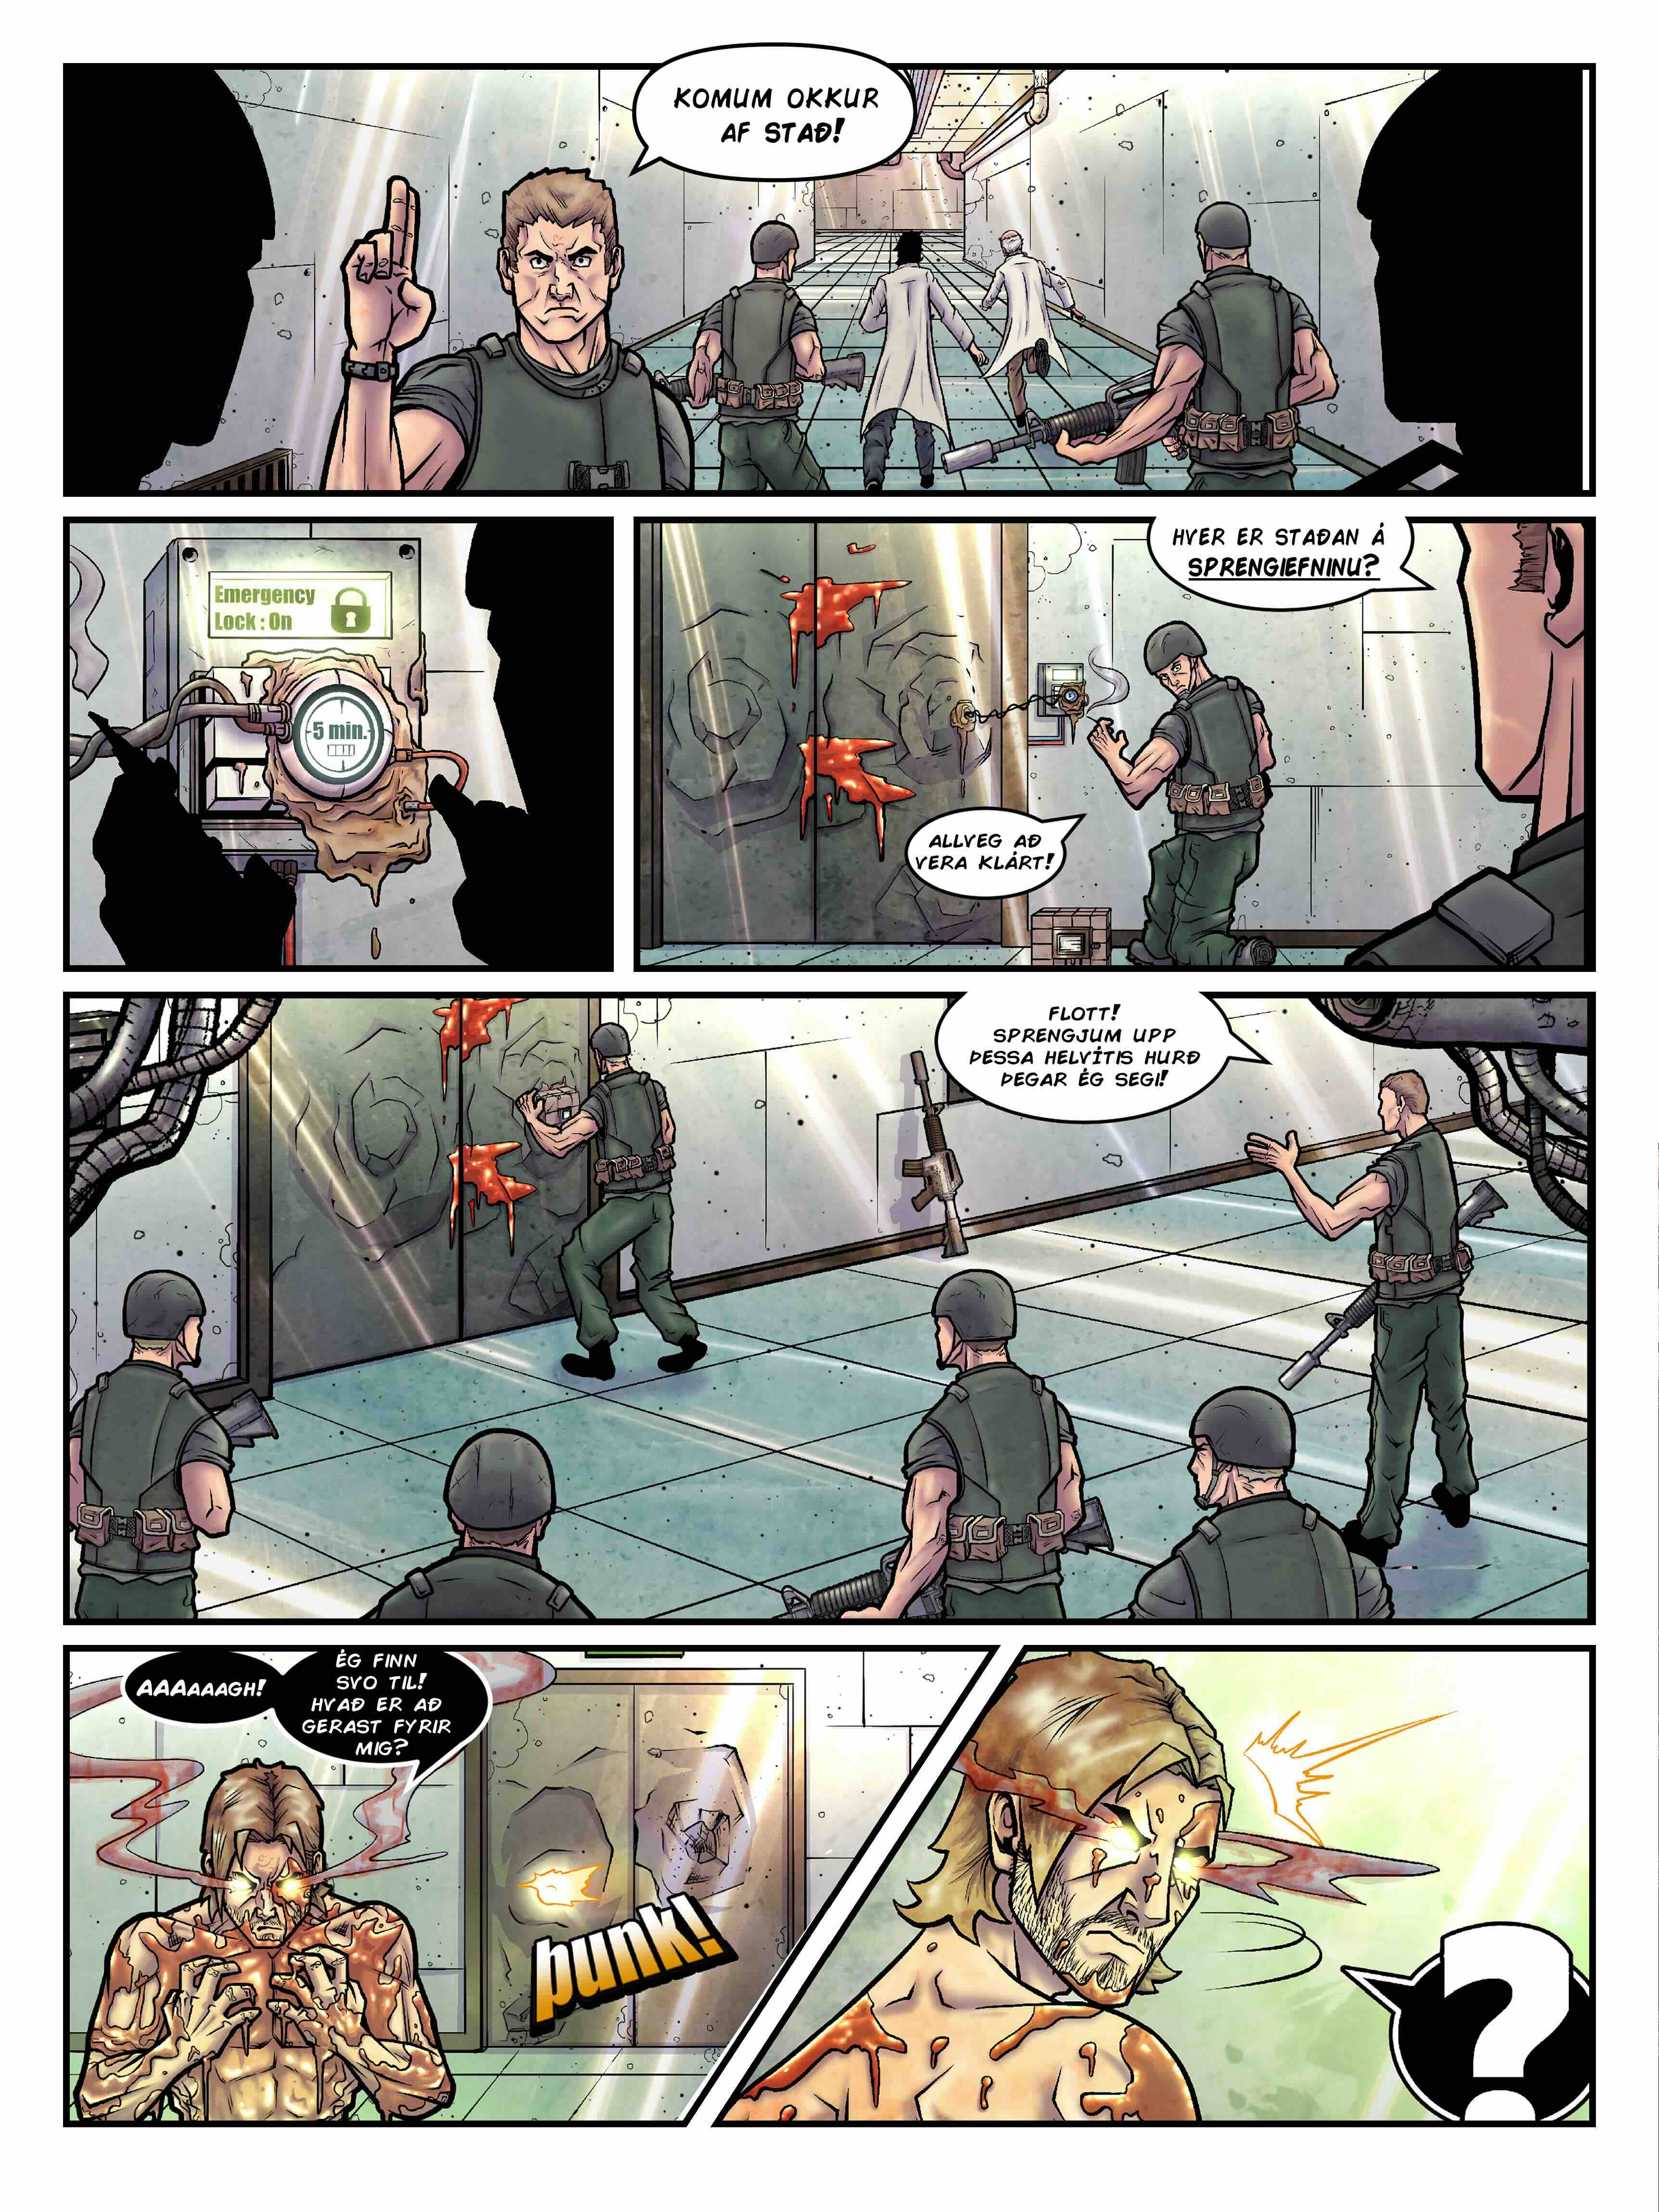 KOMUM OKKUR
AF STAÐ!
Emergency
Lock : On
5 min.
HVER ER STAÐAN Á
SPRENGIEFNINU?
ALLVEG AÐ
VERA KLÁRT!
FLOTT!
SPRENGJUM UPP
ÞESSA HELVÍTIS HURÐ
ÞEGAR ÉG SEGI!
AAAAAAGH!
ÉG FINN
SVO TIL!
HVAÐ ER AÐ
GERAST FYRIR
MIG?
þunk!
?